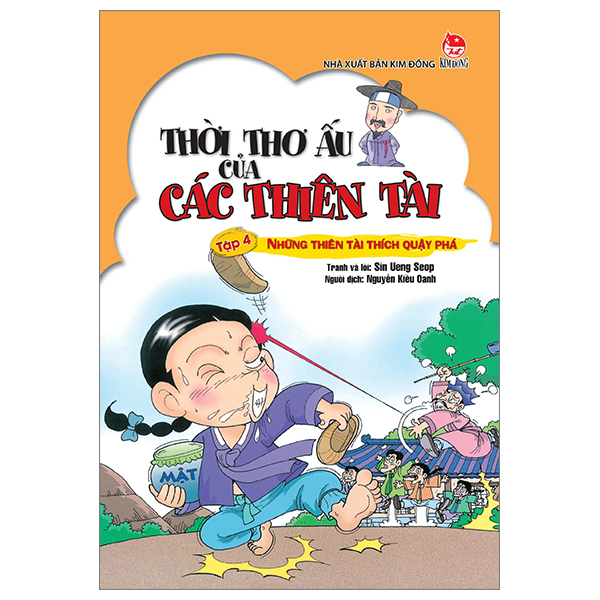 NHÀ XUẤT BẢN KIM ĐỒNG
KIM ĐỒNG
THỜI THƠ ẤU
CỦA
CÁC THIÊN TÀI
Tập 4 NHỮNG THIÊN TÀI THÍCH QUẬY PHÁ
Tranh và lời: Sin Ueng Seop
Người dịch: Nguyễn Kiều Oanh
MẬT